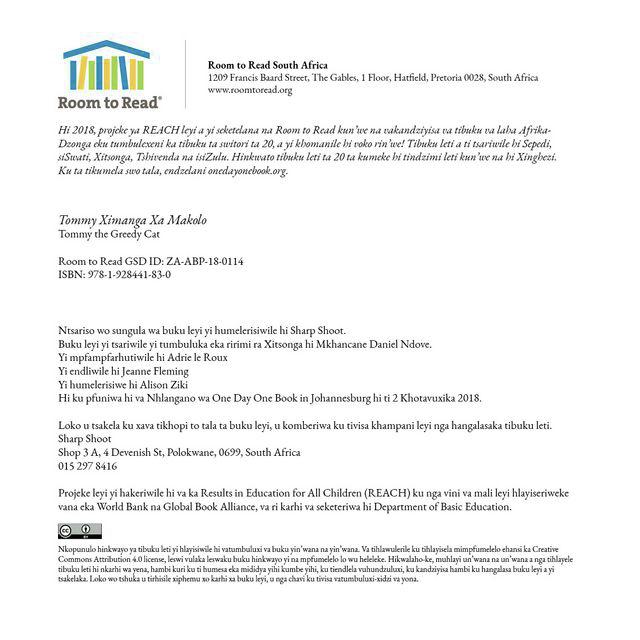 Room to Read®
Room to Read South Africa
1209 Francis Baard Street, The Gables, 1 Floor, Hatfield, Pretoria 0028, South Africa
www.roomtoread.org
Hi 2018, projeke ya REACH leyi a yi seketelana na Room to Read kun'we na vakandziyisa va tibuku va laha Afrika-
Dzonga eku tumbulexeni ka tibuku ta switori ta 20, a yi khomanile hi voko rin'we! Tibuku leti a ti tsariwile hi Sepedi,
siSwati, Xitsonga, Tshivenda na isiZulu. Hinkwato tibuku leti ta 20 ta kumeke hi tindzimi leti kun'we na hi Xinghezi.
Ku ta tikumela swo tala, endzelani onedayonebook.org.
Tommy Ximanga Xa Makolo
Tommy the Greedy Cat
Room to Read GSD ID: ZA-ABP-18-0114
ISBN: 978-1-928441-83-0
Ntsariso wo sungula wa buku leyi yi humelerisiwile hi Sharp Shoot.
Buku leyi yi tsariwile yi tumbuluka eka ririmi ra Xitsonga hi Mkhancane Daniel Ndove.
Yi mpfampfarhutiwile hi Adrie le Roux
Yi endliwile hi Jeanne Fleming
Yi humelerisiwe hi Alison Ziki
Hi ku pfuniwa hi va Nhlangano wa One Day One Book in Johannesburg hi ti 2 Khotavuxika 2018.
Loko u tsakela ku xava tikhopi to tala ta buku leyi, u komberiwa ku tivisa khampani leyi nga hangalasaka tibuku leti.
Sharp Shoot
Shop 3 A, 4 Devenish St, Polokwane, 0699, South Africa
015 297 8416
Projeke leyi yi hakeriwile hi va ka Results in Education for All Children (REACH) ku nga vini va mali leyi hlayiseriweke
vana eka World Bank na Global Book Alliance, va ri karhi va seketeriwa hi Department of Basic Education.
cc BY
Nkopunulo hinkwayo ya tibuku leti yi hlayisiwile hi vatumbuluxi va buku yin'wana na yin'wana. Va tihlawulerile ku tihlayisela mimpfumelelo ehansi ka Creative
Commons Attribution 4.0 license, leswi vulaka leswaku buku hinkwayo yi na mpfumelelo lo wu heleleke. Hikwalaho-ke, muhlayi un'wana na un'wana a nga tihlayele
tibuku leti hi nkarhi wa yena, hambi kuri ku ti humesa eka mididya yihi kumbe yihi, ku tiendlela vuhundzuluxi, ku kandziyisa hambi ku hangalasa buku leyi a yi
tsakelaka. Loko wo tshuka u tirhisile xiphemu xo karhi xa buku leyi, u nga chavi ku tivisa vatumbuluxi-xidzi va yona.